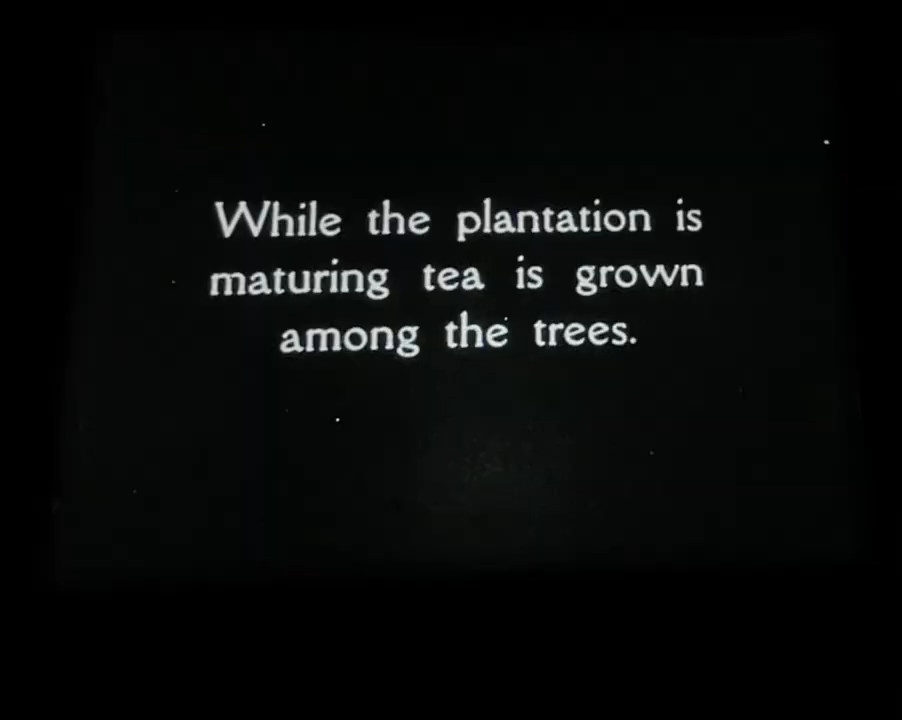 While the plantation is
maturing tea is grown
among the trees.